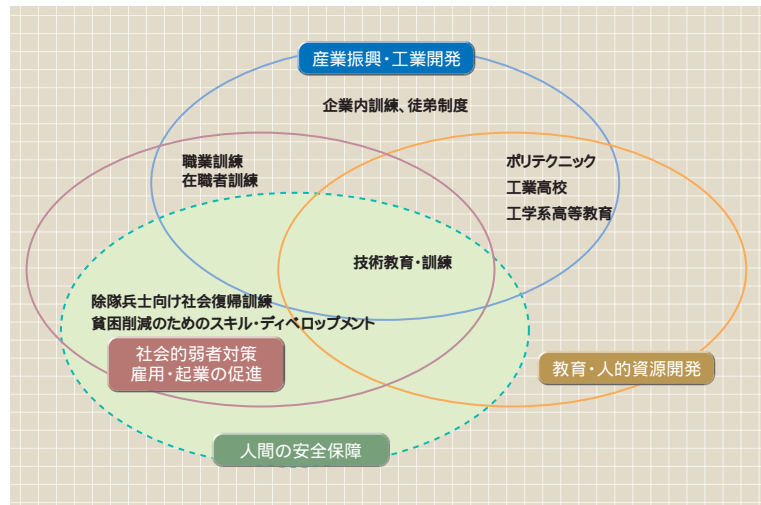 産業振興・工業開発
企業内訓練、徒弟制度
職業訓練
在職者訓練
ポリテクニック
工業高校
工学系高等教育
技術教育・訓練
除隊兵士向け社会復帰訓練
貧困削減のためのスキル・ディベロップメント
社会的弱者対策
雇用・起業の促進
教育・人的資源開発
人間の安全保障